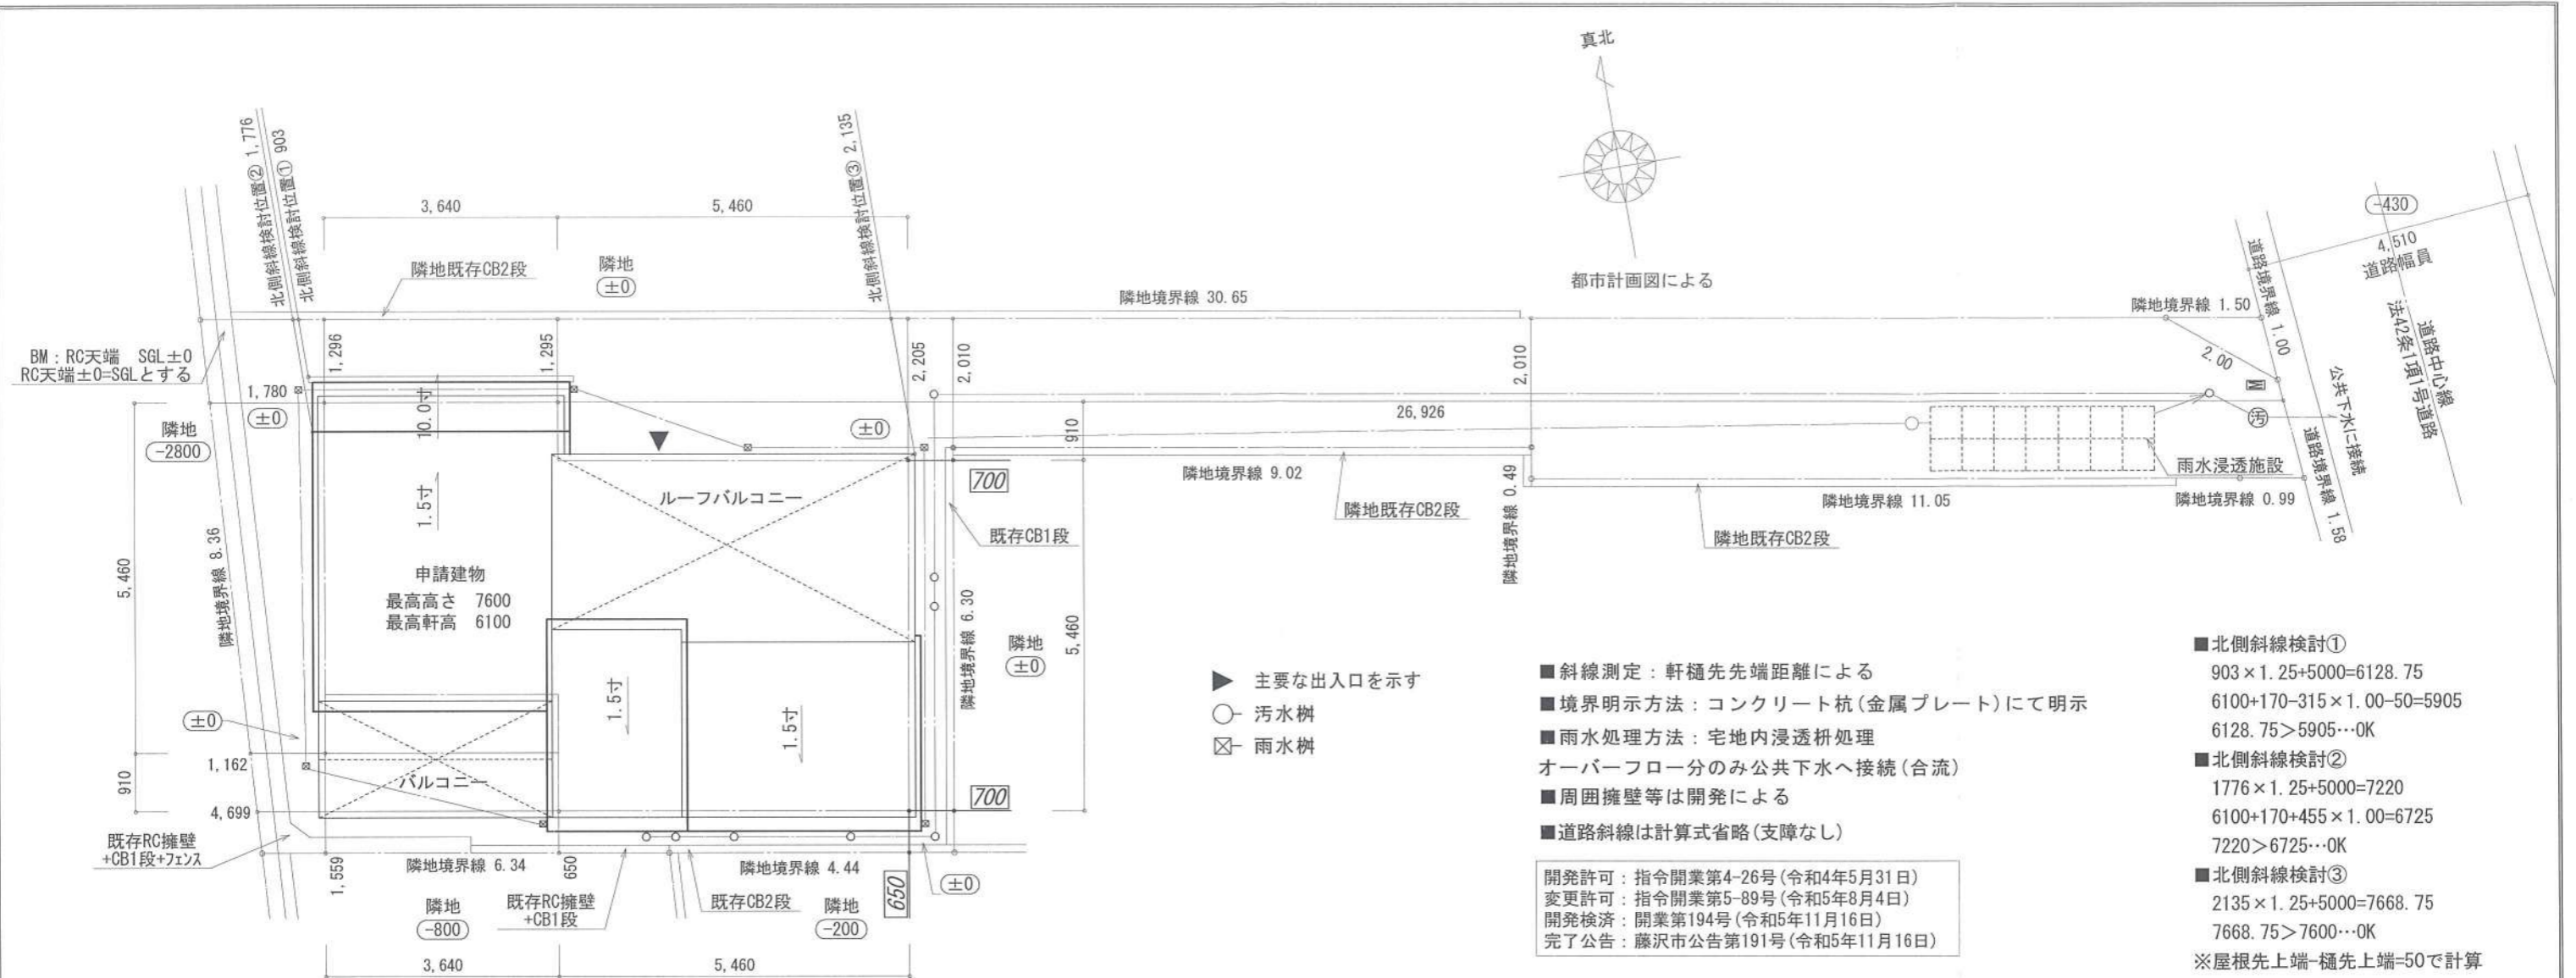 真北
都市計画図による
北側斜線検討位置② 1,776
北側斜線検討位置① 903
北側斜線検討位置③ 2,135
3,640
5,460
隣地既存CB2段
隣地
±0
隣地境界線 30.65
隣地境界線 1.50
道路境界線 1.00
-430
4,510
道路幅員
道路中心線
法42条1項1号道路
公共下水に接続
2.00
M
汚
道路境界線 1.58
BM：RC天端 SGL±0
RC天端±0=SGLとする
1,296
1,295
2,205
2,010
2,010
1,780
±0
隣地
-2800
10.0寸
1.5寸
±0
910
26,926
隣地境界線 9.02
隣地既存CB2段
隣地境界線 0.49
隣地境界線 11.05
隣地既存CB2段
雨水浸透施設
隣地境界線 0.99
700
既存CB1段
ルーフバルコニー
隣地境界線 8.36
5,460
申請建物
最高高さ 7600
最高軒高 6100
隣地境界線 6.30
隣地
±0
5,460
±0
1.5寸
1.5寸
910
1,162
4,699
バルコニー
700
既存RC擁壁
+CB1段+フェンス
1,559
隣地境界線 6.34
650
隣地境界線 4.44
650
±0
隣地
-800
既存RC擁壁
+CB1段
既存CB2段
隣地
-200
3,640
5,460
主要な出入口を示す
汚水桝
雨水桝
■斜線測定：軒樋先先端距離による
■境界明示方法：コンクリート杭(金属プレート)にて明示
■雨水処理方法：宅地内浸透枡処理
オーバーフロー分のみ公共下水へ接続(合流)
■周囲擁壁等は開発による
■道路斜線は計算式省略(支障なし)
開発許可：指令開業第4-26号(令和4年5月31日)
変更許可：指令開業第5-89号(令和5年8月4日)
開発検済：開業第194号(令和5年11月16日)
完了公告：藤沢市公告第191号(令和5年11月16日)
■北側斜線検討①
903×1.25+5000=6128.75
6100+170-315×1.00-50=5905
6128.75>5905…OK
■北側斜線検討②
1776×1.25+5000=7220
6100+170+455×1.00=6725
7220>6725…OK
■北側斜線検討③
2135×1.25+5000=7668.75
7668.75>7600…OK
※屋根先上端-樋先上端=50で計算